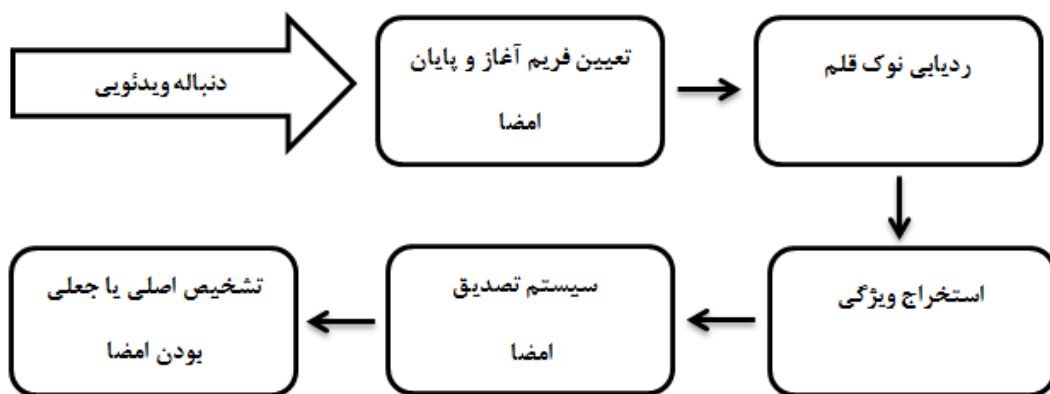 دنباله ویدئویی
تعیین فریم آغاز و پایان
امضا
ردیابی نوک قلم
استخراج ویژگی
سیستم تصدیق
امضا
تشخیص اصلی یا جعلی
بودن امضا